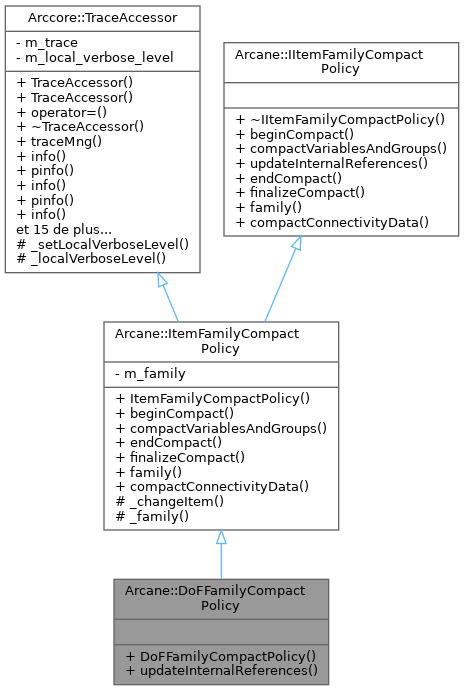 Arccore::TraceAccessor
- m_trace
- m_local_verbose_level
+ TraceAccessor()
+ TraceAccessor()
+ operator=()
+ ~TraceAccessor()
+ traceMng()
+ info()
+ pinfo()
+ info()
+ pinfo()
+ info()
et 15 de plus...
# _setLocalVerboseLevel()
# _localVerboseLevel()
Arcane::IItemFamilyCompact
Policy
+ ~IItemFamilyCompactPolicy()
+ beginCompact()
+ compactVariablesAndGroups()
+ updateInternalReferences()
+ endCompact()
+ finalizeCompact()
+ family()
+ compactConnectivityData()
Arcane::ItemFamilyCompact
Policy
- m_family
+ ItemFamilyCompactPolicy()
+ beginCompact()
+ compactVariablesAndGroups()
+ endCompact()
+ finalizeCompact()
+ family()
+ compactConnectivityData()
# _changeItem()
# _family()
Arcane::DoFFamilyCompact
Policy
+ DoFFamilyCompactPolicy()
+ updateInternalReferences()